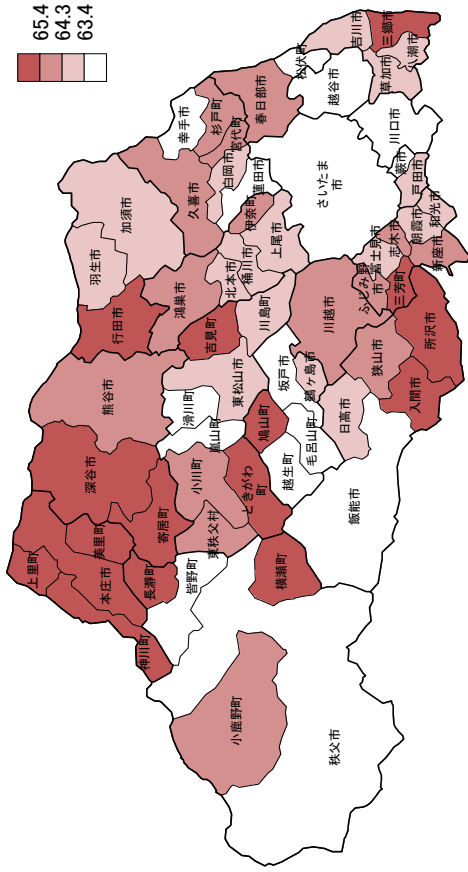 65.4
64.3
63.4
上里町
本庄市
神川町
美里町
深谷市
熊谷市
行田市
羽生市
加須市
長瀞町
寄居町
皆野町
小鹿野町
秩父市
東秩父村
小川町
滑川町
嵐山町
吉見町
鴻巣市
久喜市
幸手市
杉戸町
宮代町
白岡市
蓮田市
伊奈町
北本市
桶川市
上尾市
東松山市
川島町
ときがわ
町
鳩山町
横瀬町
越生町
毛呂山町
坂戸市
鶴ヶ島市
日高市
飯能市
川越市
狭山市
入間市
所沢市
ふじみ野
市
富士見市
三芳町
志木市
新座市
朝霞市
和光市
さいたま
市
春日部市
松伏町
越谷市
吉川市
三郷市
八潮市
草加市
川口市
蕨市
戸田市